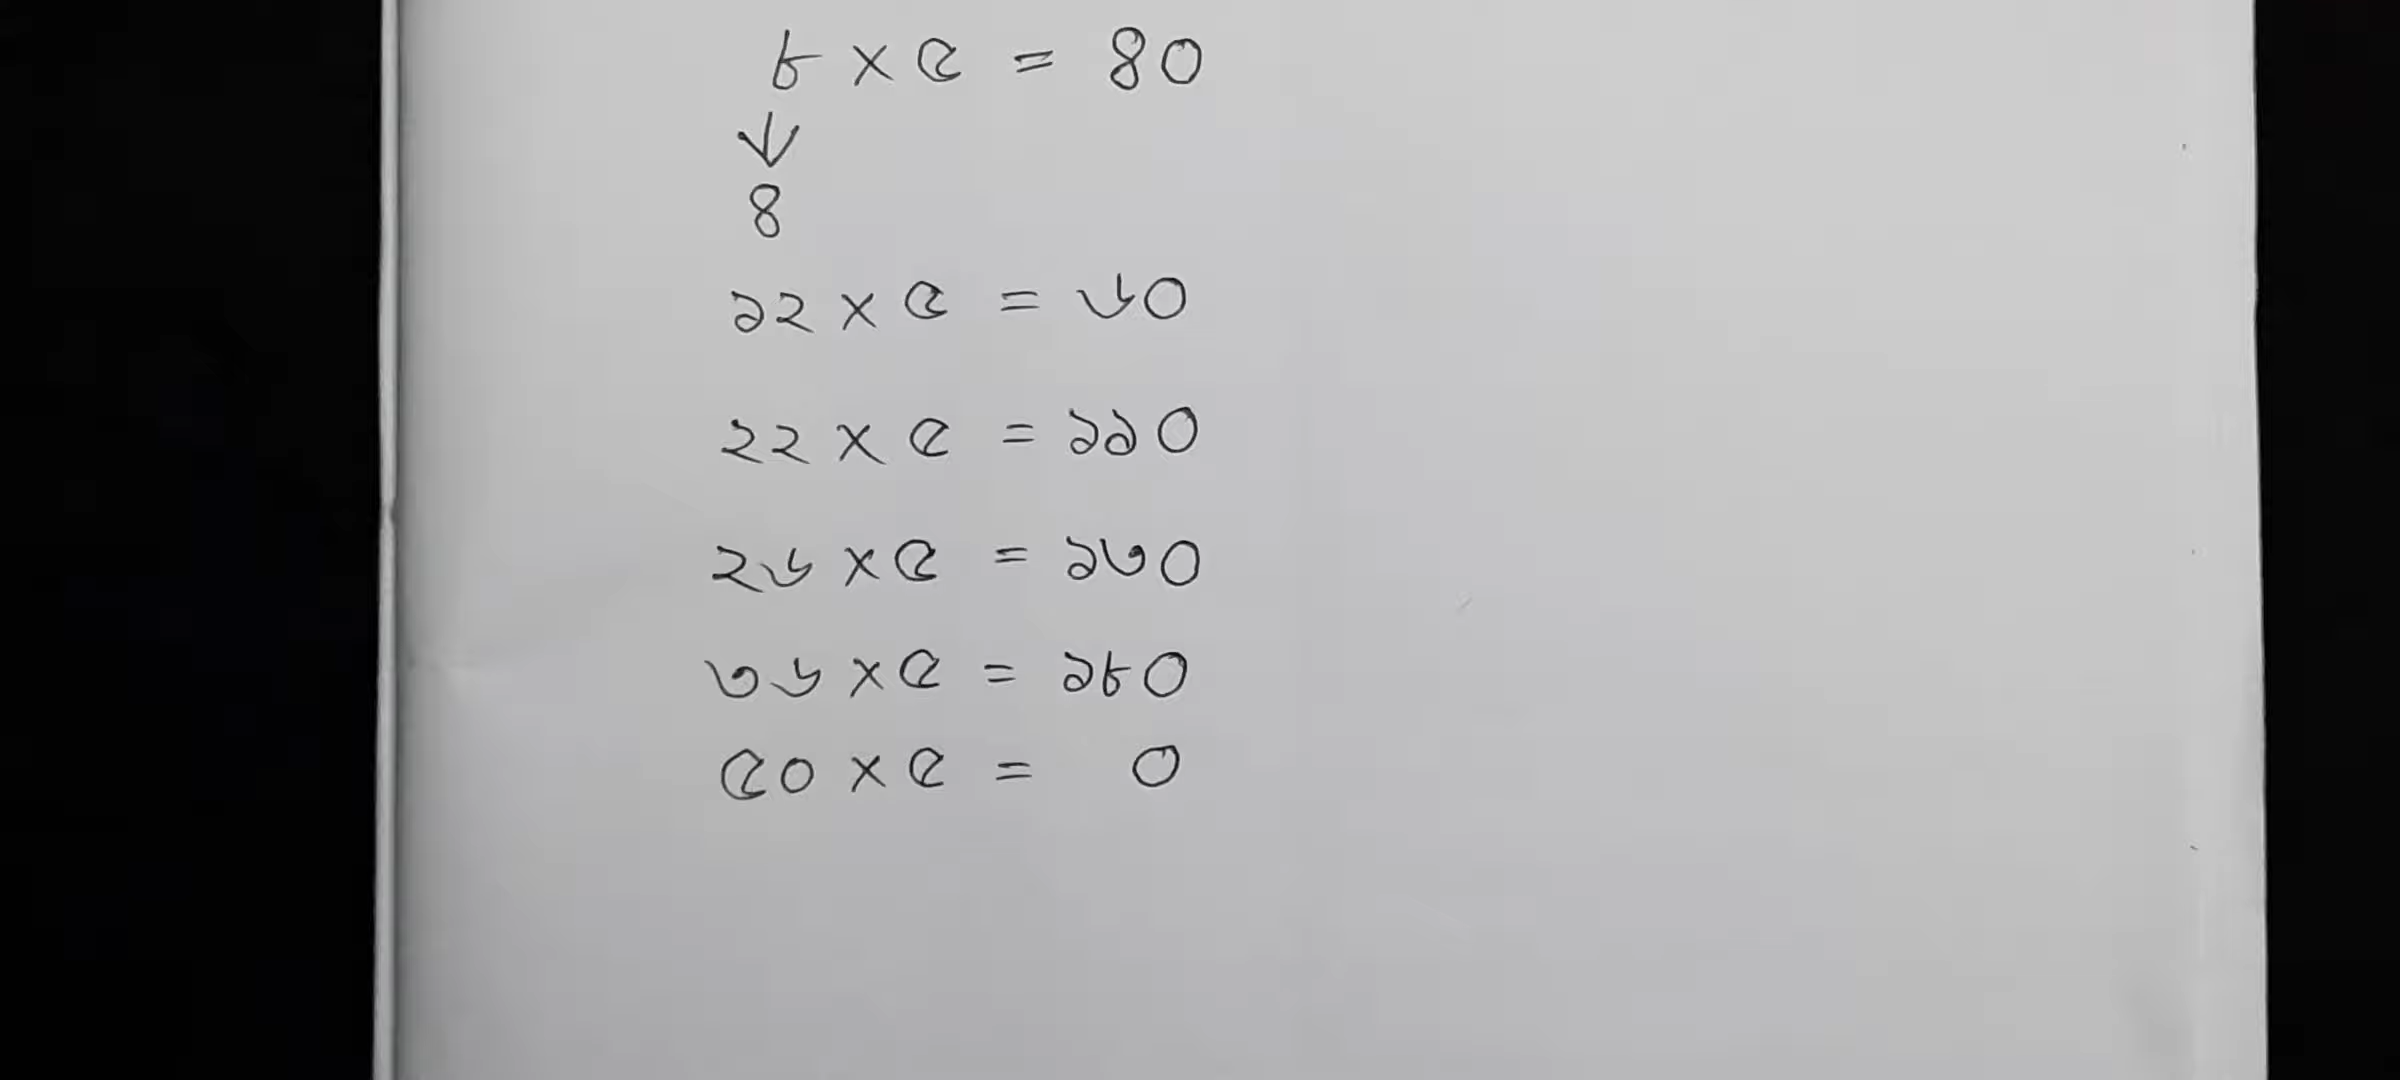 ৮ × ৫ = ৪০
↓
৪
১২ × ৫ = ৬০
২২ × ৫ = ১১০
২৬ × ৫ = ১৩০
৩৬ × ৫ = ১৮০
৫০ × ৫ = ০